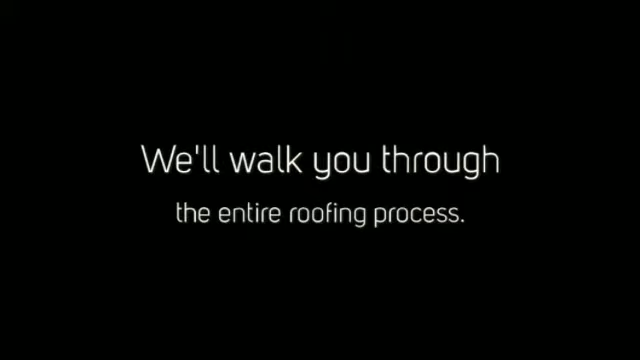 We'll walk you through
the entire roofing process.